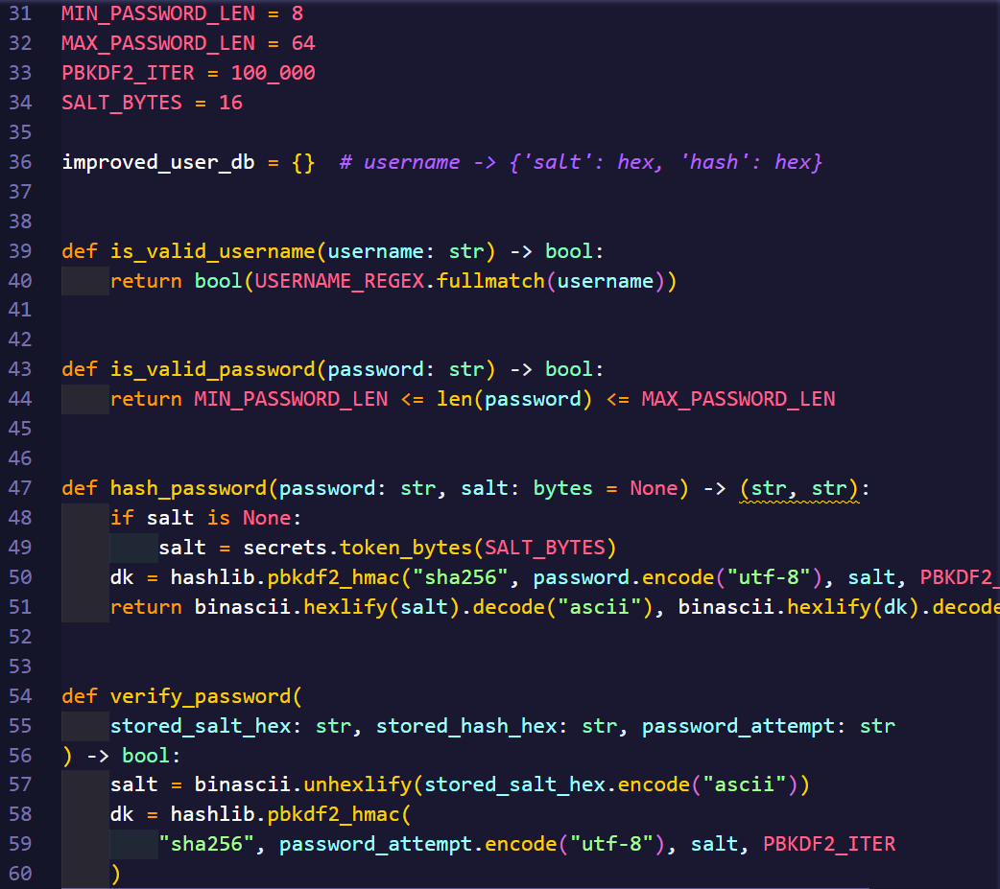 31 MIN_PASSWORD_LEN = 8
32 MAX_PASSWORD_LEN = 64
33 PBKDF2_ITER = 100_000
34 SALT_BYTES = 16
35
36 improved_user_db = {}  # username -> {'salt': hex, 'hash': hex}
37
38
39 def is_valid_username(username: str) -> bool:
40     return bool(USERNAME_REGEX.fullmatch(username))
41
42
43 def is_valid_password(password: str) -> bool:
44     return MIN_PASSWORD_LEN <= len(password) <= MAX_PASSWORD_LEN
45
46
47 def hash_password(password: str, salt: bytes = None) -> (str, str):
48     if salt is None:
49         salt = secrets.token_bytes(SALT_BYTES)
50     dk = hashlib.pbkdf2_hmac("sha256", password.encode("utf-8"), salt, PBKDF2_
51     return binascii.hexlify(salt).decode("ascii"), binascii.hexlify(dk).decode
52
53
54 def verify_password(
55     stored_salt_hex: str, stored_hash_hex: str, password_attempt: str
56 ) -> bool:
57     salt = binascii.unhexlify(stored_salt_hex.encode("ascii"))
58     dk = hashlib.pbkdf2_hmac(
59         "sha256", password_attempt.encode("utf-8"), salt, PBKDF2_ITER
60     )